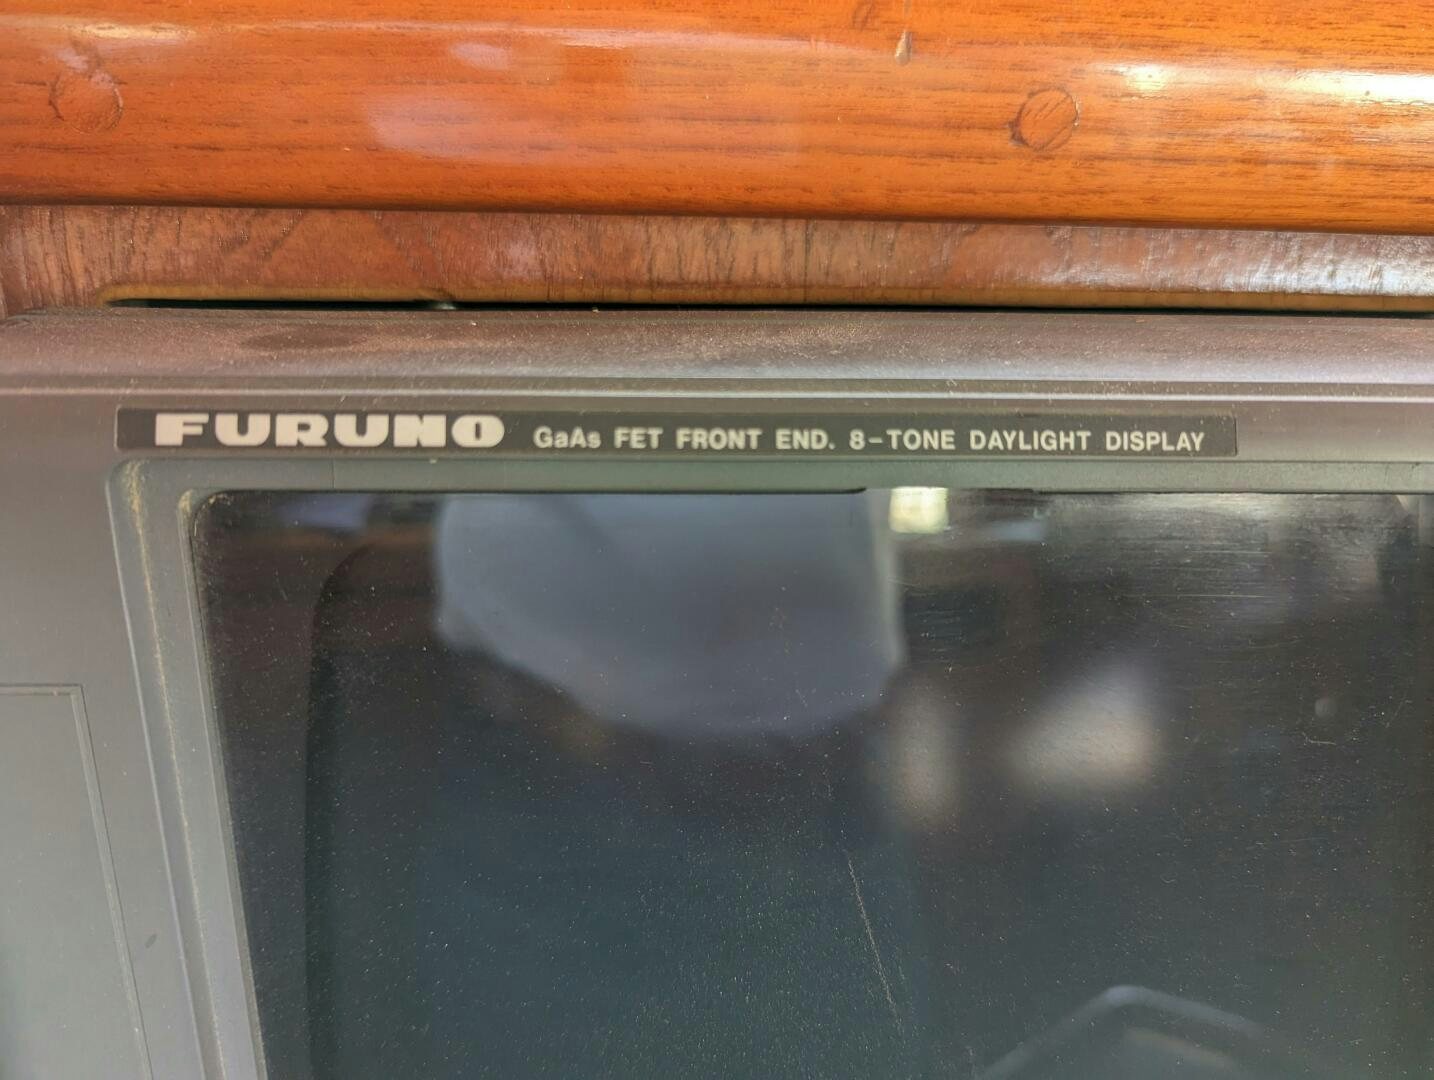 FURUNO GaAs FET FRONT END. 8-TONE DAYLIGHT DISPLAY